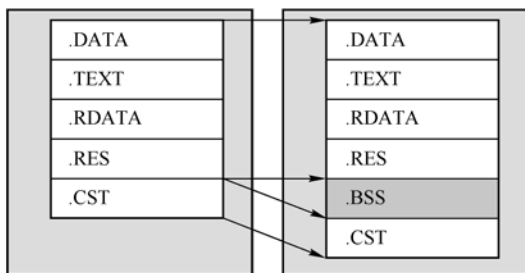 .DATA
.TEXT
.RDATA
.RES
.CST
.DATA
.TEXT
.RDATA
.RES
.BSS
.CST